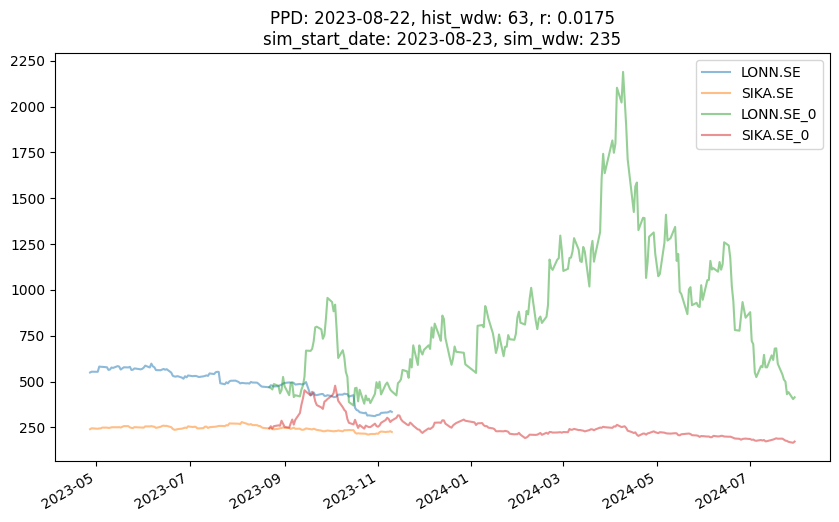 PPD: 2023-08-22, hist_wdw: 63, r: 0.0175
sim_start_date: 2023-08-23, sim_wdw: 235
2250
2000
1750
1500
1250
1000
750
500
250
LONN.SE
SIKA.SE
LONN.SE_0
SIKA.SE_0
2023-05
2023-07
2023-09
2023-11
2024-01
2024-03
2024-05
2024-07